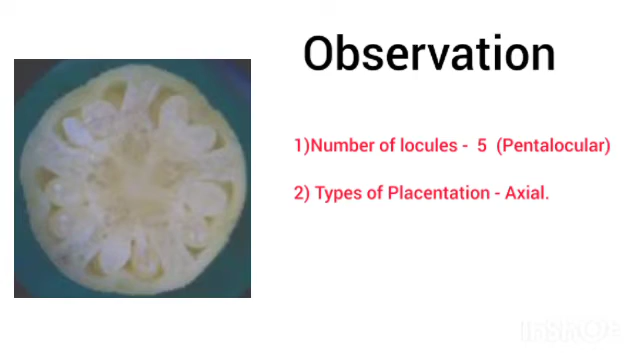 Observation
1)Number of locules - 5 (Pentalocular)
2) Types of Placentation - Axial.